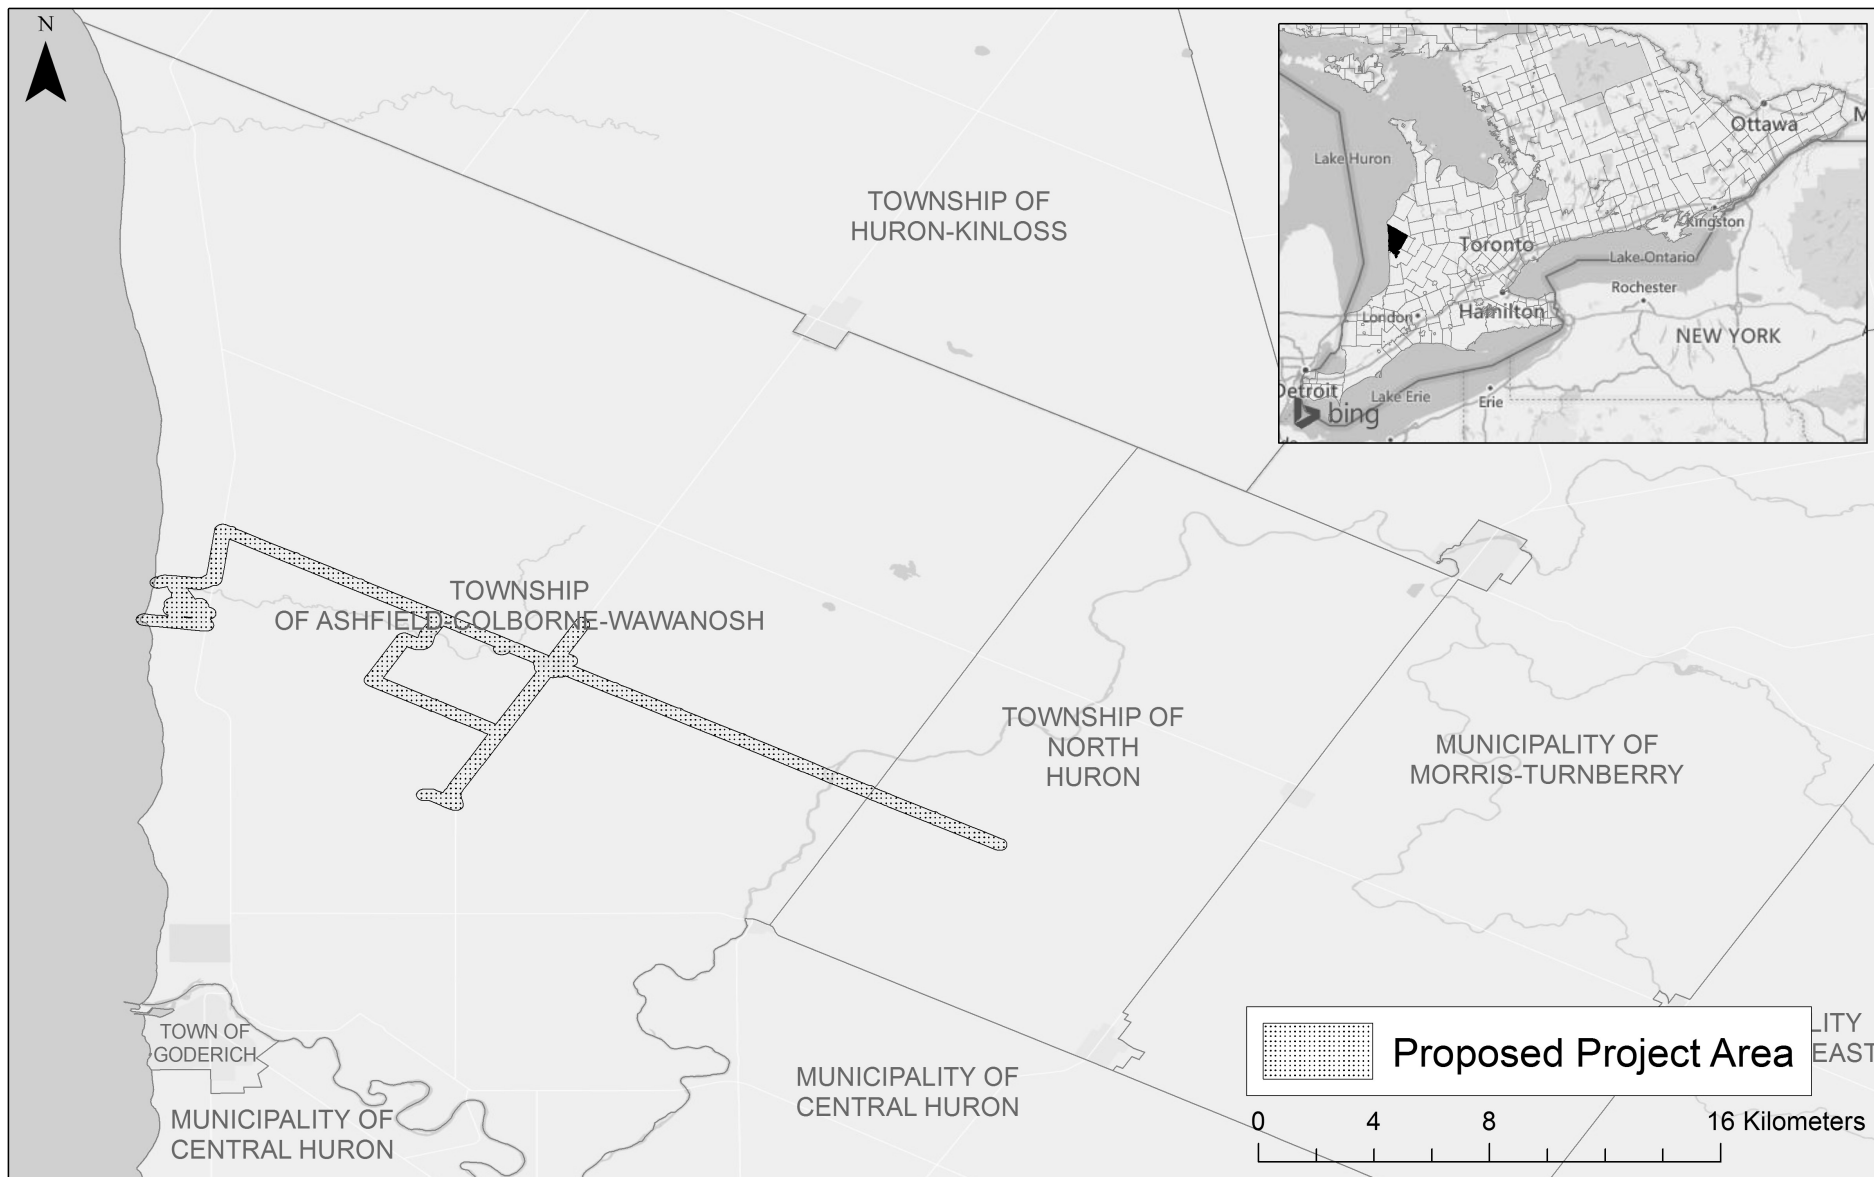 N
TOWNSHIP OF
HURON-KINLOSS
Lake Huron
Ottawa
M
Kingston
Toronto
Lake Ontario
Rochester
Hamilton
London
NEW YORK
Detroit
Lake Erie
Erie
bing
TOWNSHIP
OF ASHFIELD-COLBORNE-WAWANOSH
TOWNSHIP OF
NORTH
HURON
MUNICIPALITY OF
MORRIS-TURNBERRY
TOWN OF
GODERICH
MUNICIPALITY OF
CENTRAL HURON
MUNICIPALITY OF
CENTRAL HURON
LITY
EAST
Proposed Project Area
0 4 8 16 Kilometers